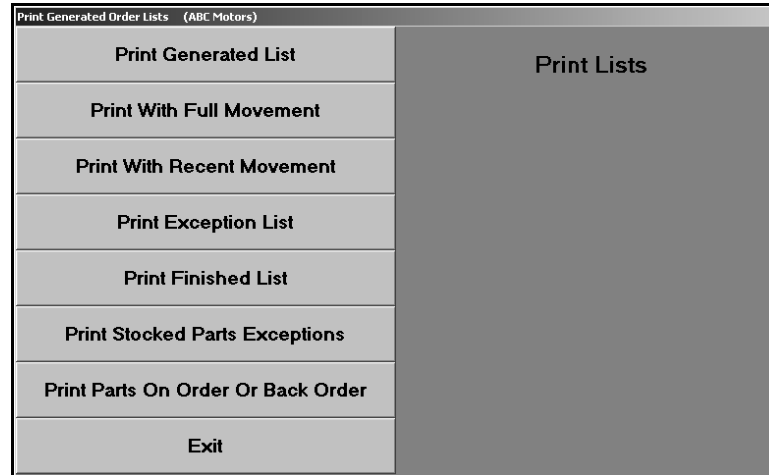 Print Generated Order Lists (ABC Motors)
Print Generated List
Print Lists
Print With Full Movement
Print With Recent Movement
Print Exception List
Print Finished List
Print Stocked Parts Exceptions
Print Parts On Order Or Back Order
Exit